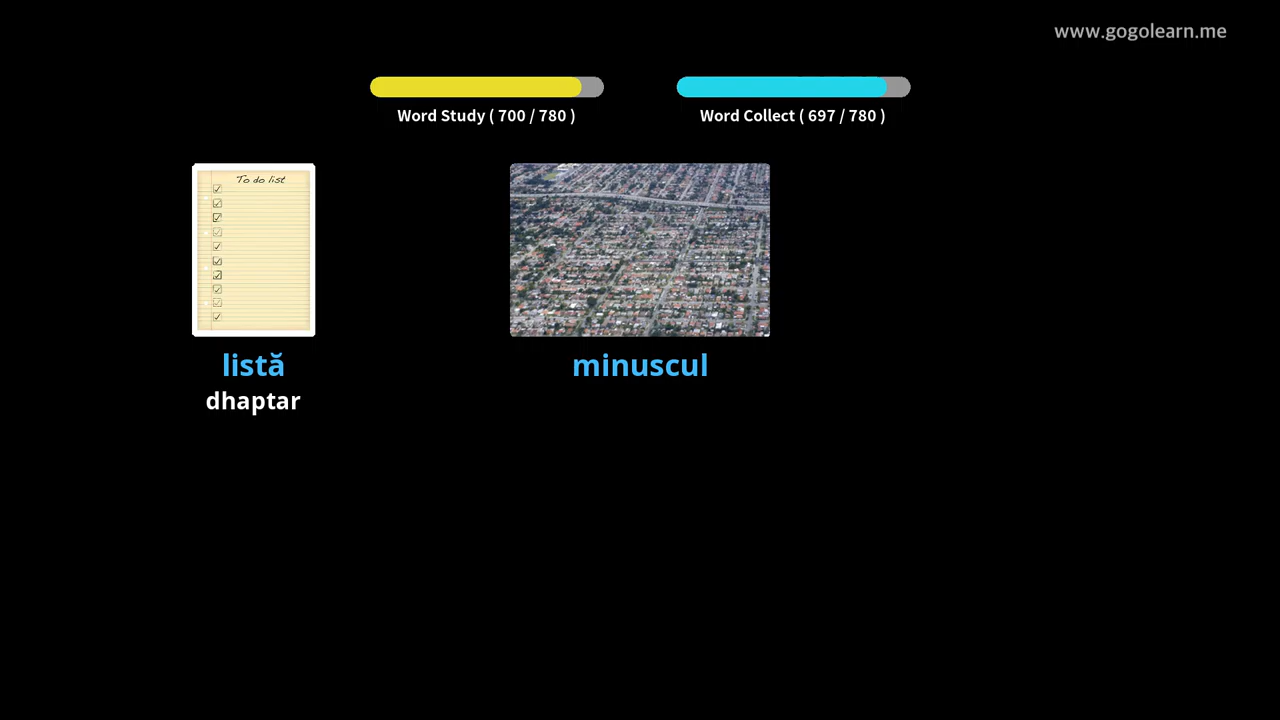 www.gogolearn.me
Word Study ( 700 / 780 )
Word Collect ( 697 / 780 )
To do list
listă
dhaptar
minuscul